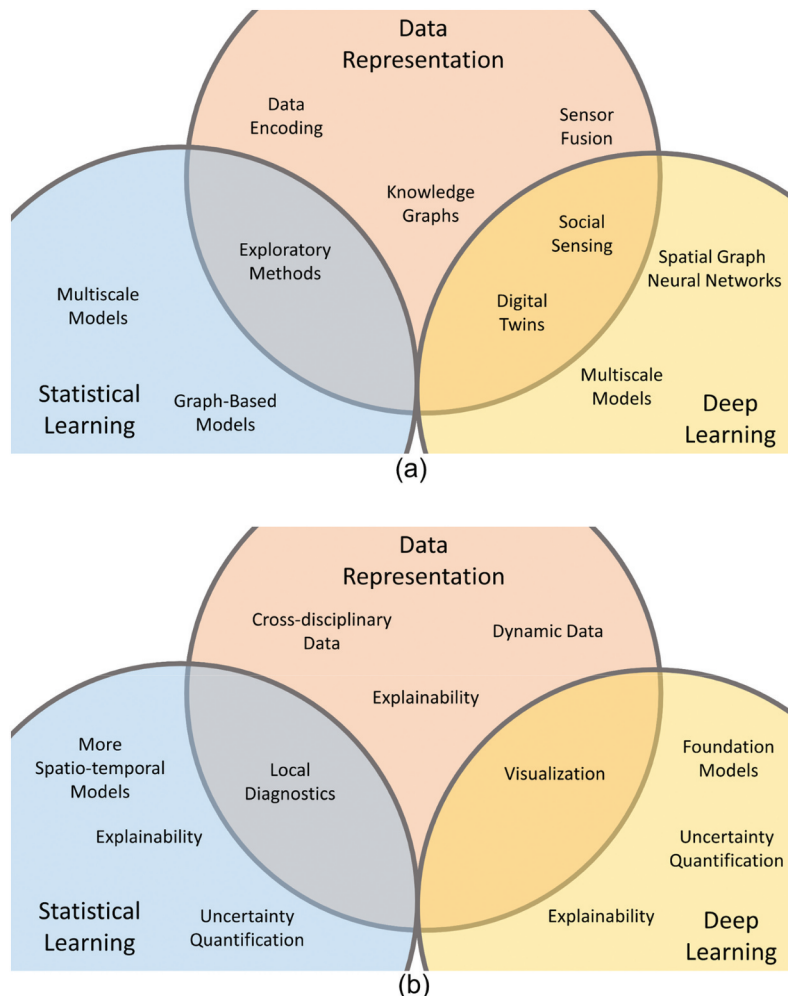 Data
Representation
Data
Encoding
Sensor
Fusion
Knowledge
Graphs
Social
Sensing
Exploratory
Methods
Spatial Graph
Neural Networks
Multiscale
Models
Digital
Twins
Multiscale
Models
Statistical
Learning
Graph-Based
Models
Deep
Learning
(a)
Data
Representation
Cross-disciplinary
Data
Dynamic Data
Explainability
More
Spatio-temporal
Models
Local
Diagnostics
Visualization
Foundation
Models
Explainability
Uncertainty
Quantification
Statistical
Learning
Uncertainty
Quantification
Explainability
Deep
Learning
(b)